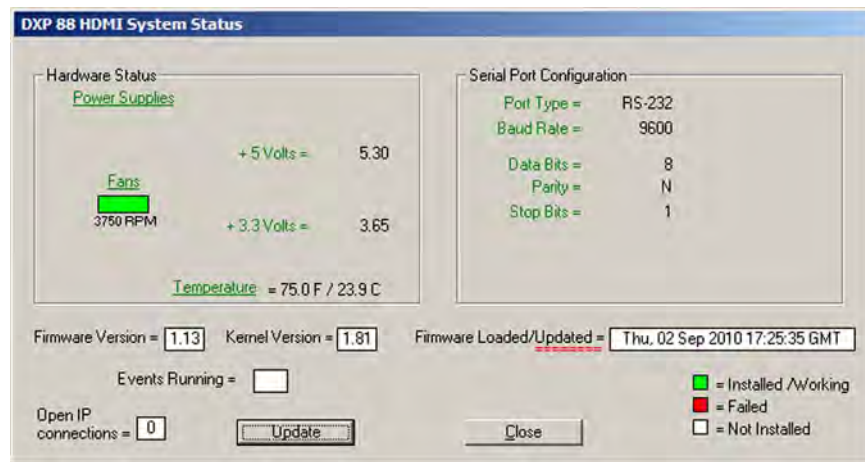 DXP 88 HDMI System Status
Hardware Status
Power Supplies
+ 5 Volts = 5.30
Fans
3750 RPM
+ 3.3 Volts = 3.65
Temperature = 75.0 F / 23.9 C
Serial Port Configuration
Port Type = RS-232
Baud Rate = 9600
Data Bits = 8
Parity = N
Stop Bits = 1
Firmware Version = 1.13 Kernel Version = 1.81 Firmware Loaded/Updated = Thu, 02 Sep 2010 17:25:35 GMT
Events Running =
Open IP
connections = 0
Update
Close
= Installed /Working
= Failed
= Not Installed